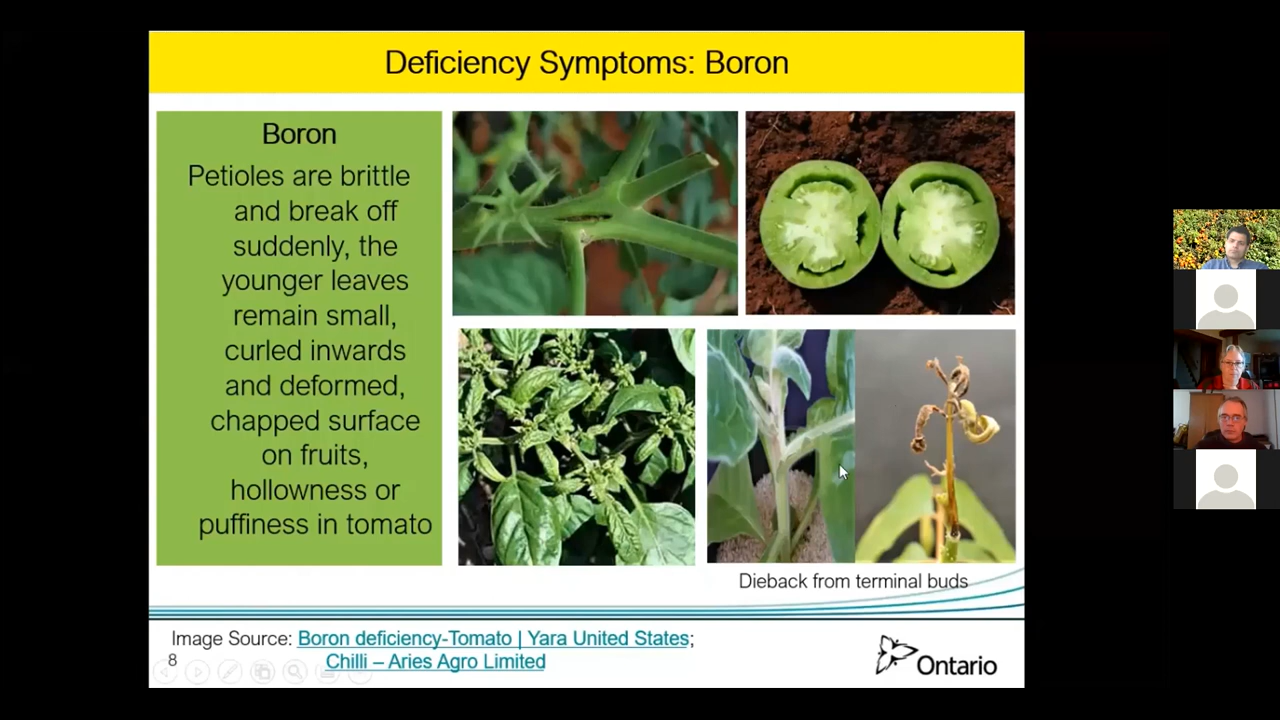 Deficiency Symptoms: Boron
Boron
Petioles are brittle
and break off
suddenly, the
younger leaves
remain small,
curled inwards
and deformed,
chapped surface
on fruits,
hollowness or
puffiness in tomato
Dieback from terminal buds
Image Source: Boron deficiency-Tomato | Yara United States;
Chilli – Aries Agro Limited
8
Ontario